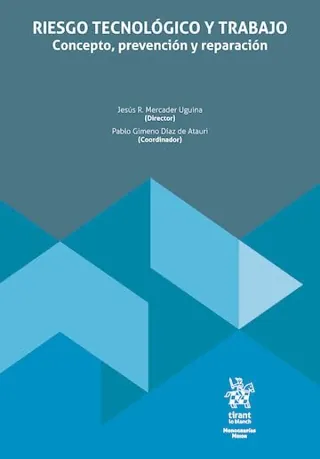 RIESGO TECNOLÓGICO Y TRABAJO
Concepto, prevención y reparación
Jesús R. Mercader Uguina
(Director)
Pablo Gimeno Díaz de Atauri
(Coordinador)
tirant
lo blanch
Monografías